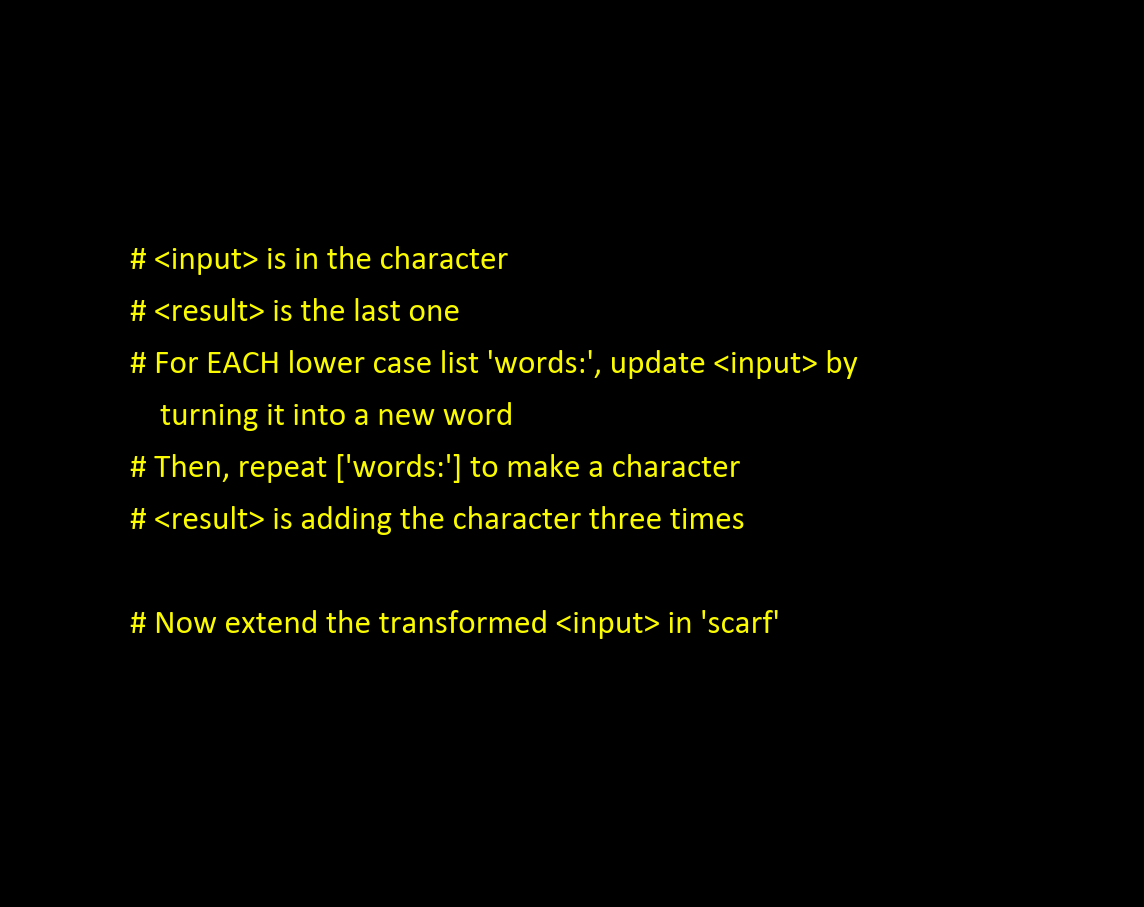 # <input> is in the character
# <result> is the last one
# For EACH lower case list 'words:', update <input> by
turning it into a new word
# Then, repeat ['words:'] to make a character
# <result> is adding the character three times
# Now extend the transformed <input> in 'scarf'